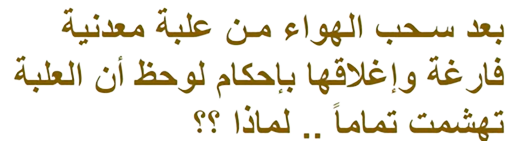 بعد سحب الهواء من علبة معدنية
فارغة وإغلاقها بإحكام لوحظ أن العلبة
تهشمت تماماً .. لماذا ؟؟